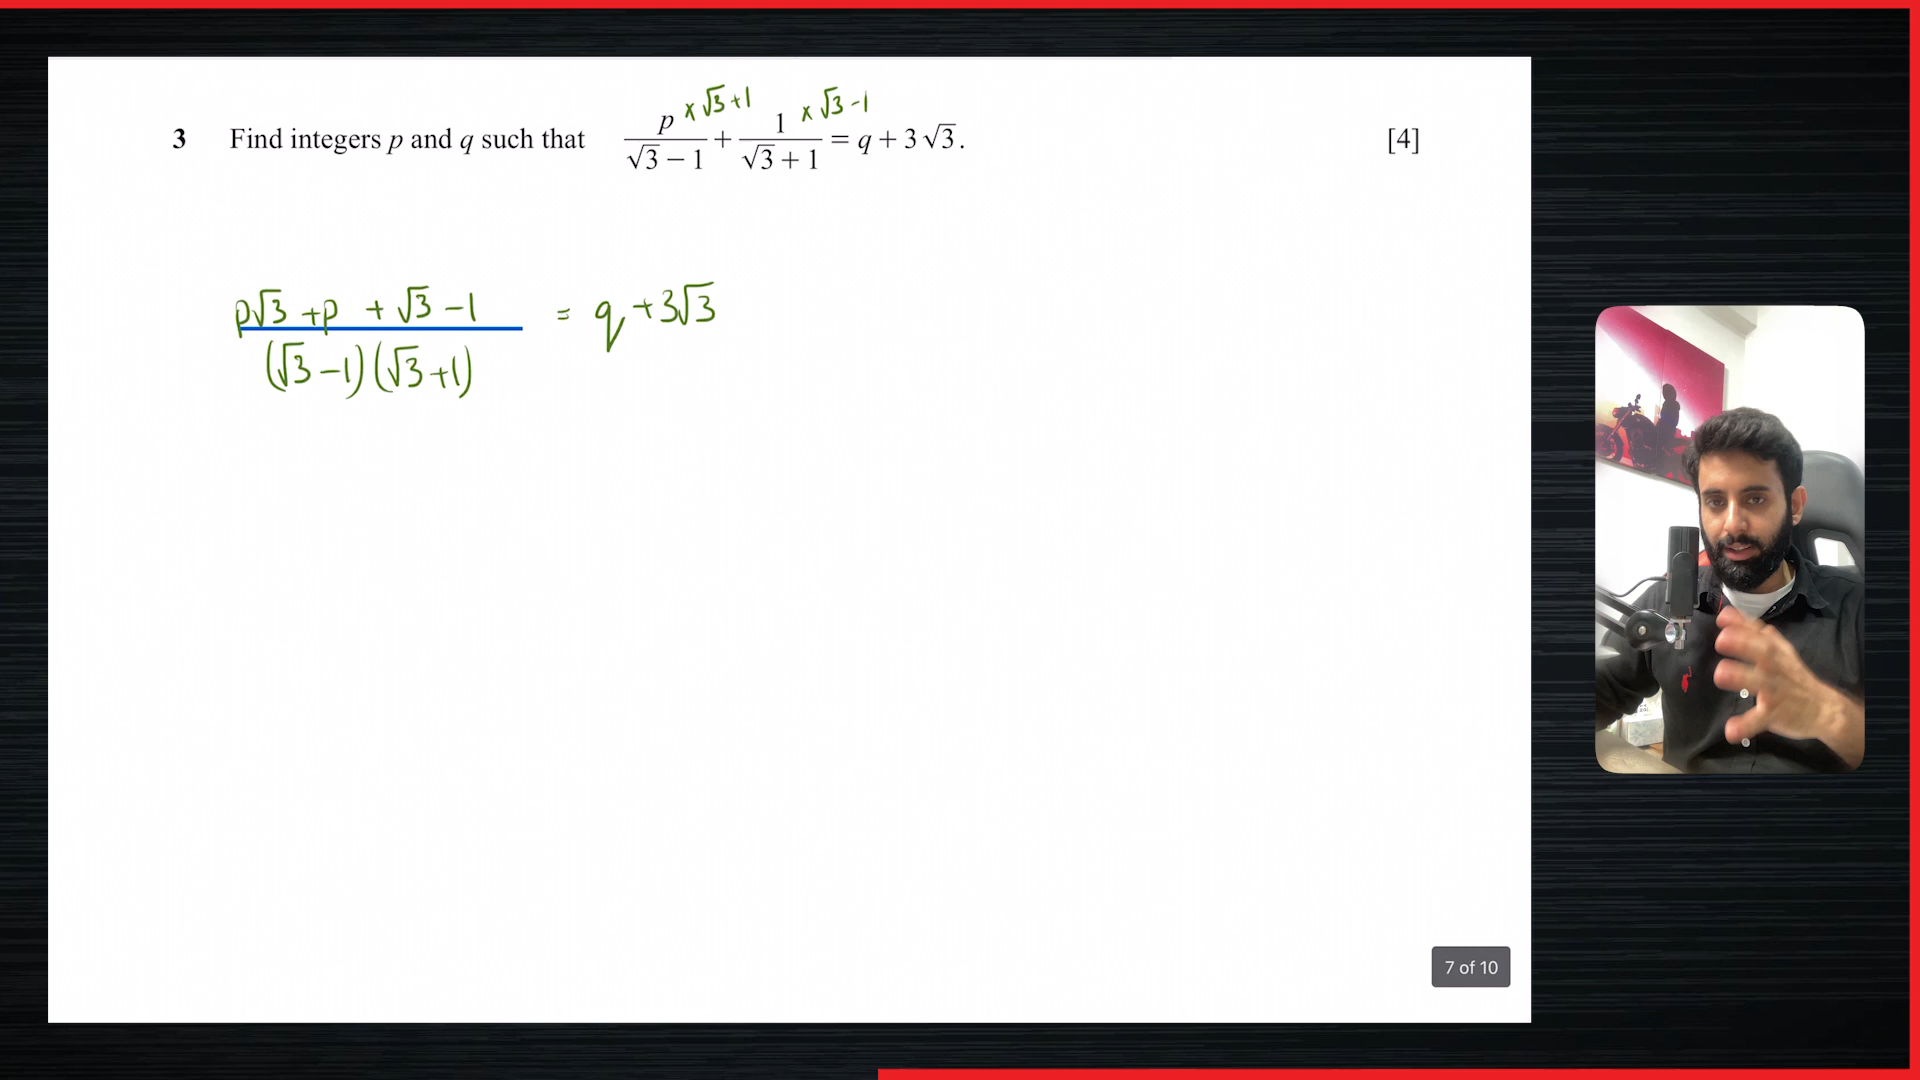 3 Find integers p and q such that p/(√3 − 1) + 1/(√3 + 1) = q + 3√3. [4]
× √3 + 1 × √3 − 1
p√3 + p + √3 − 1 = q + 3√3
(√3 − 1)(√3 + 1)
7 of 10